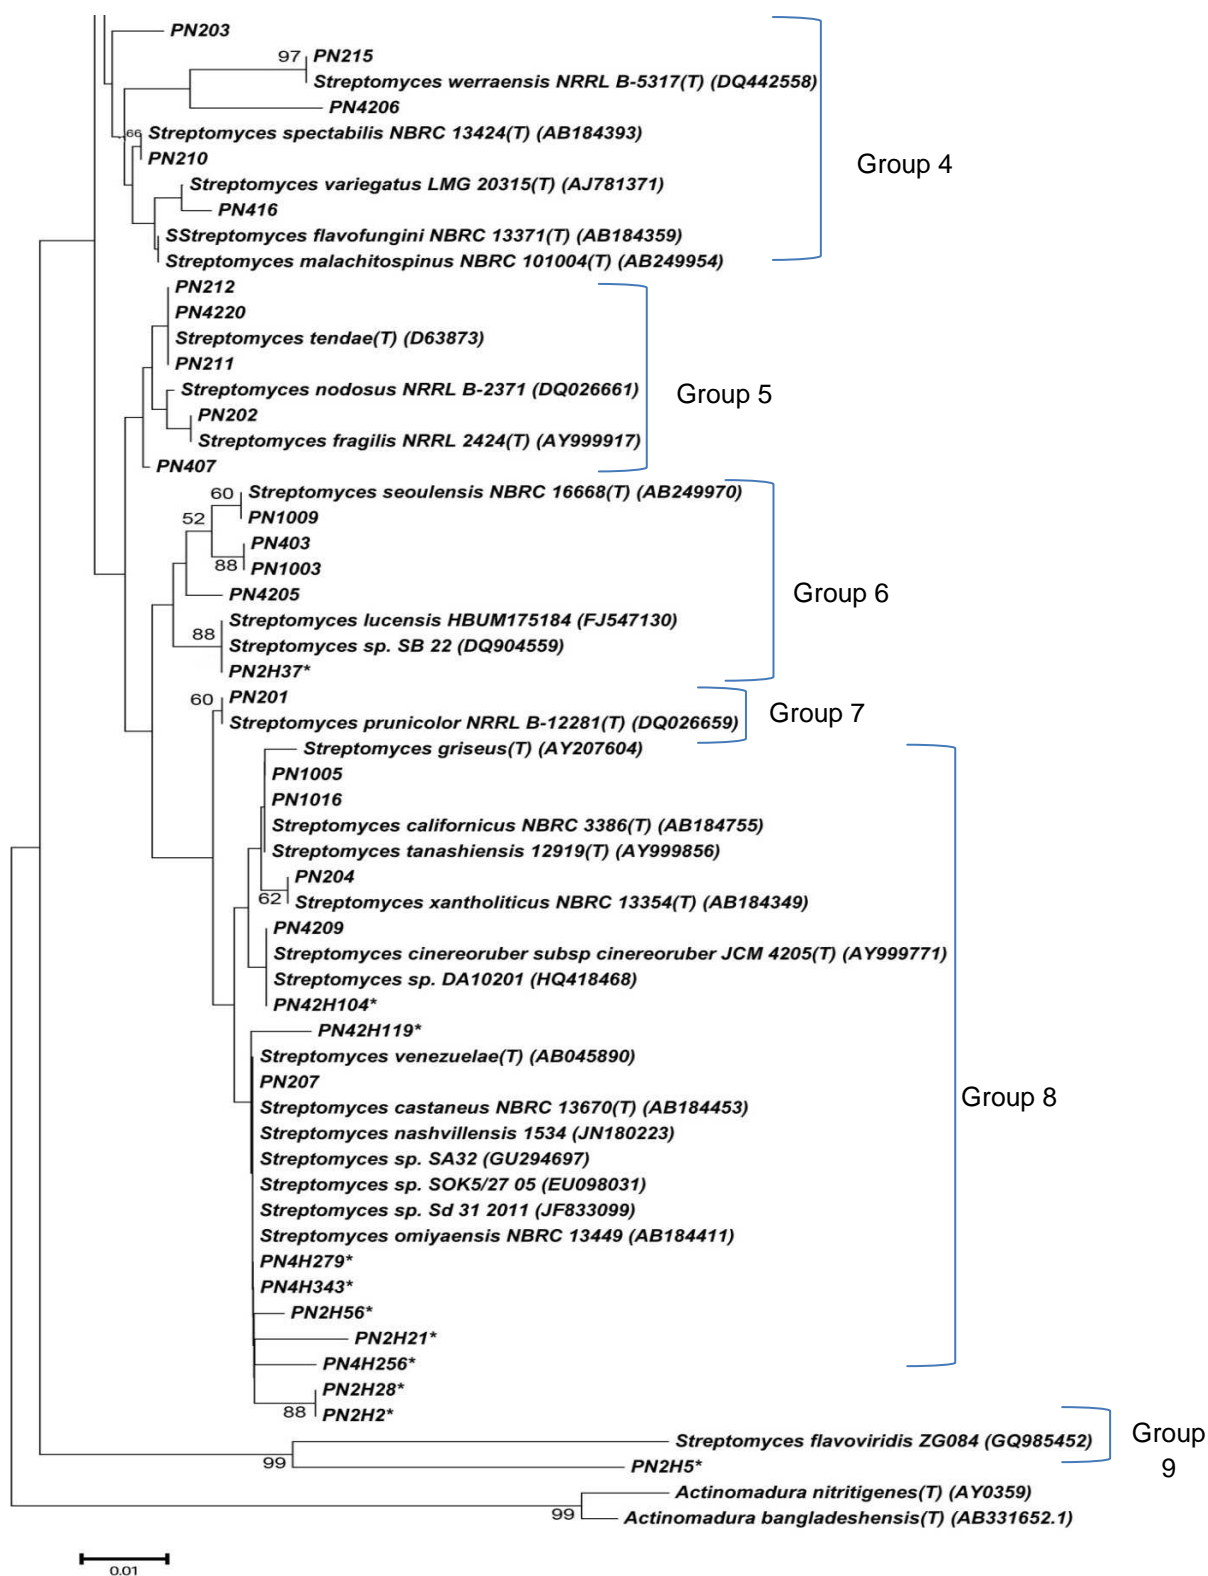 PN203
97
PN215
Streptomyces werraensis NRRL B-5317(T) (DQ442558)
PN4206
66
Streptomyces spectabilis NBRC 13424(T) (AB184393)
PN210
Group 4
Streptomyces variegatus LMG 20315(T) (AJ781371)
PN416
SStreptomyces flavofungini NBRC 13371(T) (AB184359)
Streptomyces malachitospinus NBRC 101004(T) (AB249954)
PN212
PN4220
Streptomyces tendae(T) (D63873)
PN211
Streptomyces nodosus NRRL B-2371 (DQ026661)
Group 5
PN202
Streptomyces fragilis NRRL 2424(T) (AY999917)
PN407
60
Streptomyces seoulensis NBRC 16668(T) (AB249970)
52
PN1009
PN403
88
PN1003
PN4205
Group 6
Streptomyces lucensis HBUM175184 (FJ547130)
88
Streptomyces sp. SB 22 (DQ904559)
PN2H37*
60
PN201
Streptomyces prunicolor NRRL B-12281(T) (DQ026659)
Group 7
Streptomyces griseus(T) (AY207604)
PN1005
PN1016
Streptomyces californicus NBRC 3386(T) (AB184755)
Streptomyces tanashiensis 12919(T) (AY999856)
PN204
62
Streptomyces xantholiticus NBRC 13354(T) (AB184349)
PN4209
Streptomyces cinereoruber subsp cinereoruber JCM 4205(T) (AY999771)
Streptomyces sp. DA10201 (HQ418468)
PN42H104*
PN42H119*
Streptomyces venezuelae(T) (AB045890)
PN207
Group 8
Streptomyces castaneus NBRC 13670(T) (AB184453)
Streptomyces nashvillensis 1534 (JN180223)
Streptomyces sp. SA32 (GU294697)
Streptomyces sp. SOK5/27 05 (EU098031)
Streptomyces sp. Sd 31 2011 (JF833099)
Streptomyces omiyaensis NBRC 13449 (AB184411)
PN4H279*
PN4H343*
PN2H56*
PN2H21*
PN4H256*
PN2H28*
88
PN2H2*
Streptomyces flavoviridis ZG084 (GQ985452)
Group
9
99
PN2H5*
Actinomadura nitritigenes(T) (AY0359)
99
Actinomadura bangladeshensis(T) (AB331652.1)
0.01